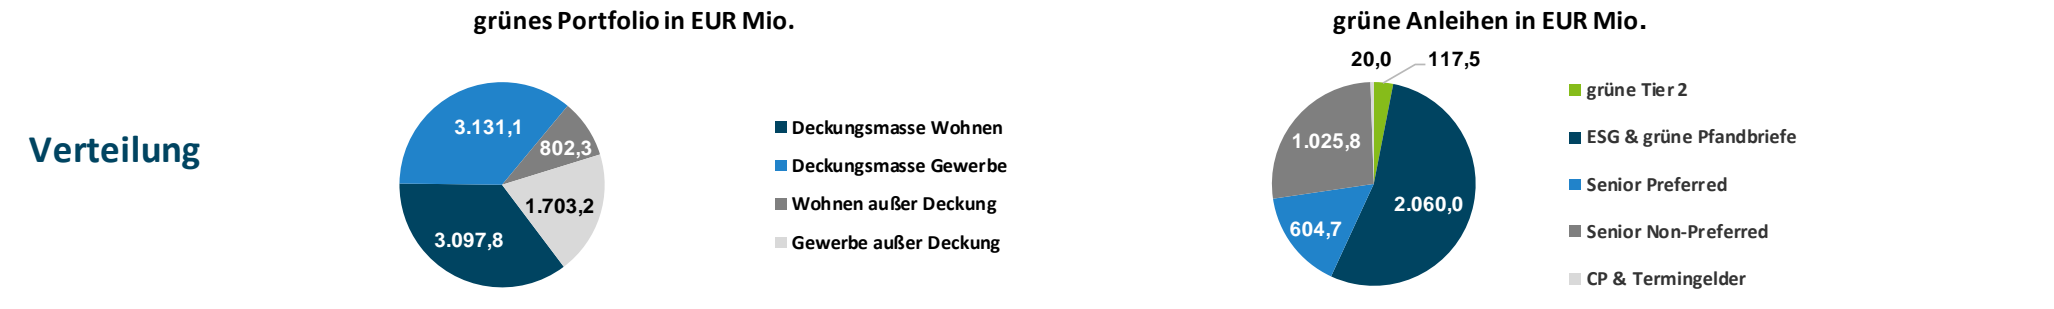 grünes Portfolio in EUR Mio.
grüne Anleihen in EUR Mio.
Verteilung
3.131,1
802,3
1.703,2
3.097,8
Deckungsmasse Wohnen
Deckungsmasse Gewerbe
Wohnen außer Deckung
Gewerbe außer Deckung
20,0
117,5
1.025,8
2.060,0
604,7
grüne Tier 2
ESG & grüne Pfandbriefe
Senior Preferred
Senior Non-Preferred
CP & Termingelder